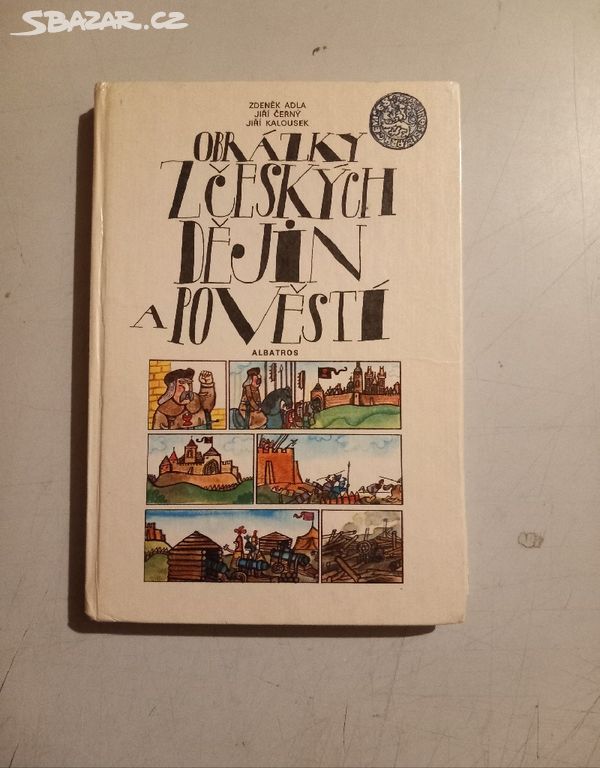 SBAZAR.CZ
ZDENĚK ADLA
JIŘÍ ČERNÝ
JIŘÍ KALOUSEK
OBRÁZKY
Z ČESKÝCH
DĚJIN
A POVĚSTÍ
ALBATROS